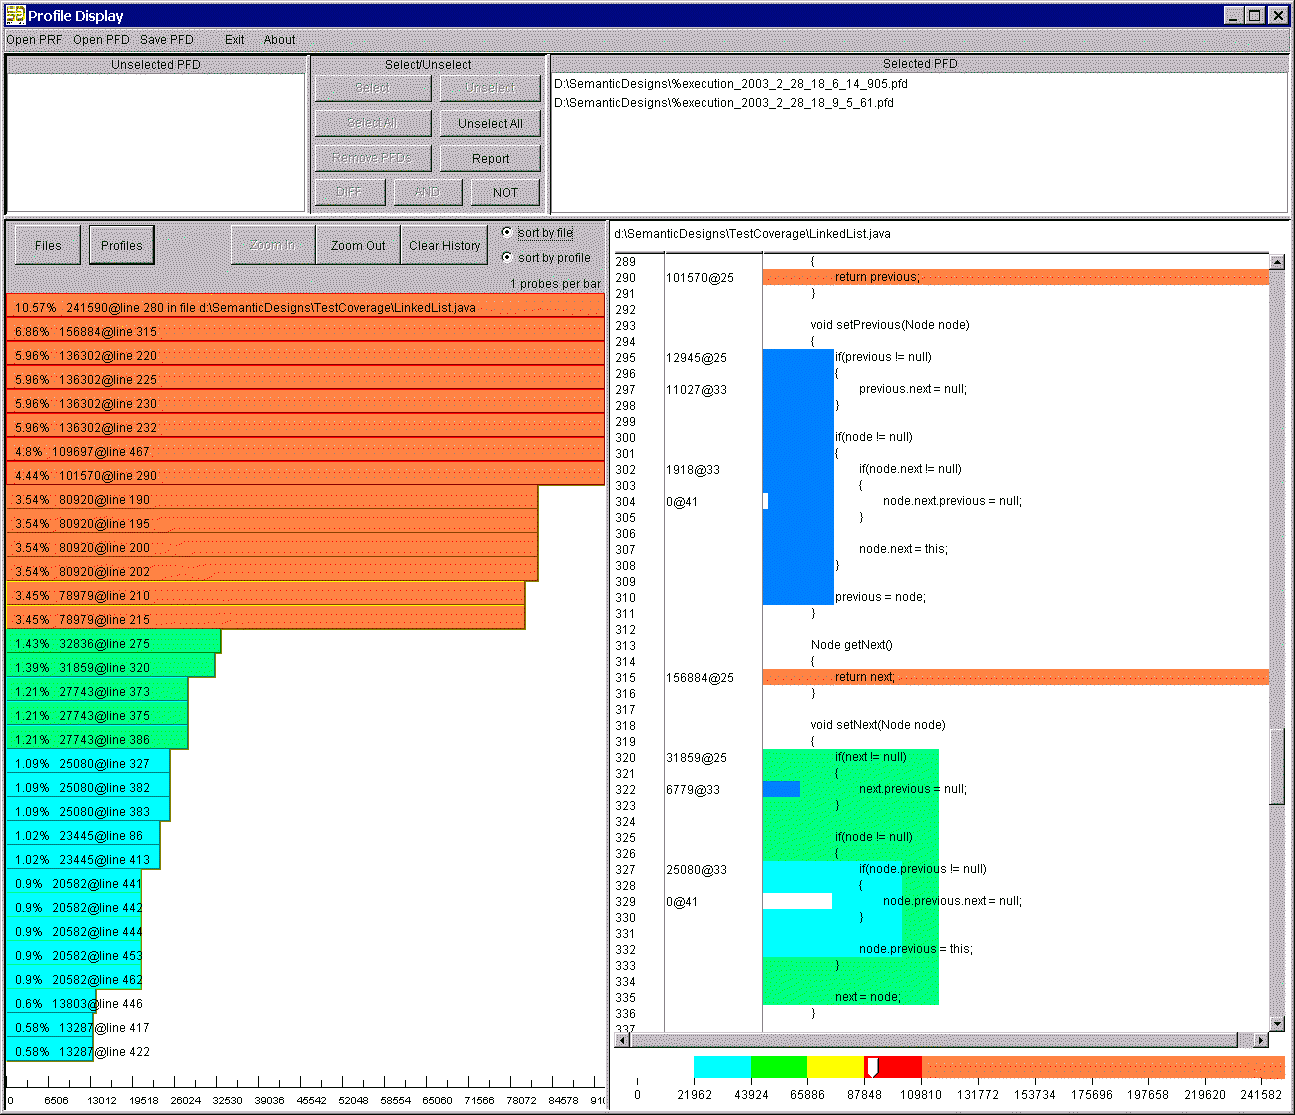 Profile Display
Open PRF Open PFD Save PFD Exit About
Unselected PFD
Select/Unselect
Select Unselect
Select All Unselect All
Remove PFDs Report
DIFF AND NOT
Selected PFD
D:\SemanticDesigns\%execution_2003_2_28_18_6_14_905.pfd
D:\SemanticDesigns\%execution_2003_2_28_18_9_5_61.pfd
Files Profiles Zoom In Zoom Out Clear History
sort by file
sort by profile
1 probes per bar
10.57% 241590@line 280 in file d:\SemanticDesigns\TestCoverage\LinkedList.java
6.86% 156884@line 315
5.96% 136302@line 220
5.96% 136302@line 225
5.96% 136302@line 230
5.96% 136302@line 232
4.8% 109697@line 467
4.44% 101570@line 290
3.54% 80920@line 190
3.54% 80920@line 195
3.54% 80920@line 200
3.54% 80920@line 202
3.45% 78979@line 210
3.45% 78979@line 215
1.43% 32836@line 275
1.39% 31859@line 320
1.21% 27743@line 373
1.21% 27743@line 375
1.21% 27743@line 386
1.09% 25080@line 327
1.09% 25080@line 382
1.09% 25080@line 383
1.02% 23445@line 86
1.02% 23445@line 413
0.9% 20582@line 441
0.9% 20582@line 442
0.9% 20582@line 444
0.9% 20582@line 453
0.9% 20582@line 462
0.6% 13803@line 446
0.58% 13287@line 417
0.58% 13287@line 422
0 6506 13012 19518 26024 32530 39036 45542 52048 58554 65060 71566 78072 84578 910
d:\SemanticDesigns\TestCoverage\LinkedList.java
289 {
290 101570@25 return previous;
291 }
292
293 void setPrevious(Node node)
294 {
295 12945@25 if(previous != null)
296 {
297 11027@33 previous.next = null;
298 }
299
300 if(node != null)
301 {
302 1918@33 if(node.next != null)
303 {
304 0@41 node.next.previous = null;
305 }
306
307 node.next = this;
308 }
309
310 previous = node;
311 }
312
313 Node getNext()
314 {
315 156884@25 return next;
316 }
317
318 void setNext(Node node)
319 {
320 31859@25 if(next != null)
321 {
322 6779@33 next.previous = null;
323 }
324
325 if(node != null)
326 {
327 25080@33 if(node.previous != null)
328 {
329 0@41 node.previous.next = null;
330 }
331
332 node.previous = this;
333 }
334
335 next = node;
336 }
337
0 21962 43924 65886 87848 109810 131772 153734 175696 197658 219620 241582